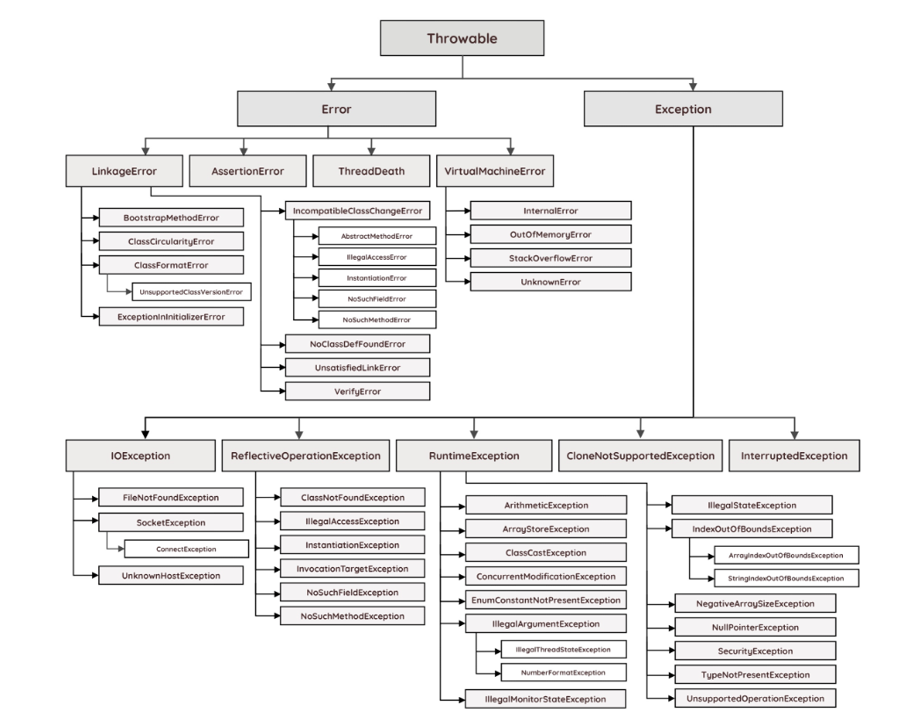 Throwable
Error
Exception
LinkageError
AssertionError
ThreadDeath
VirtualMachineError
BootstrapMethodError
ClassCircularityError
ClassFormatError
UnsupportedClassVersionError
ExceptionInInitializerError
IncompatibleClassChangeError
AbstractMethodError
IllegalAccessError
InstantiationError
NoSuchFieldError
NoSuchMethodError
NoClassDefFoundError
UnsatisfiedLinkError
VerifyError
InternalError
OutOfMemoryError
StackOverflowError
UnknownError
IOException
ReflectiveOperationException
RuntimeException
CloneNotSupportedException
InterruptedException
FileNotFoundException
SocketException
ConnectException
UnknownHostException
ClassNotFoundException
IllegalAccessException
InstantiationException
InvocationTargetException
NoSuchFieldException
NoSuchMethodException
ArithmeticException
ArrayStoreException
ClassCastException
ConcurrentModificationException
EnumConstantNotPresentException
IllegalArgumentException
IllegalThreadStateException
NumberFormatException
IllegalMonitorStateException
IllegalStateException
IndexOutOfBoundsException
ArrayIndexOutOfBoundsException
StringIndexOutOfBoundsException
NegativeArraySizeException
NullPointerException
SecurityException
TypeNotPresentException
UnsupportedOperationException